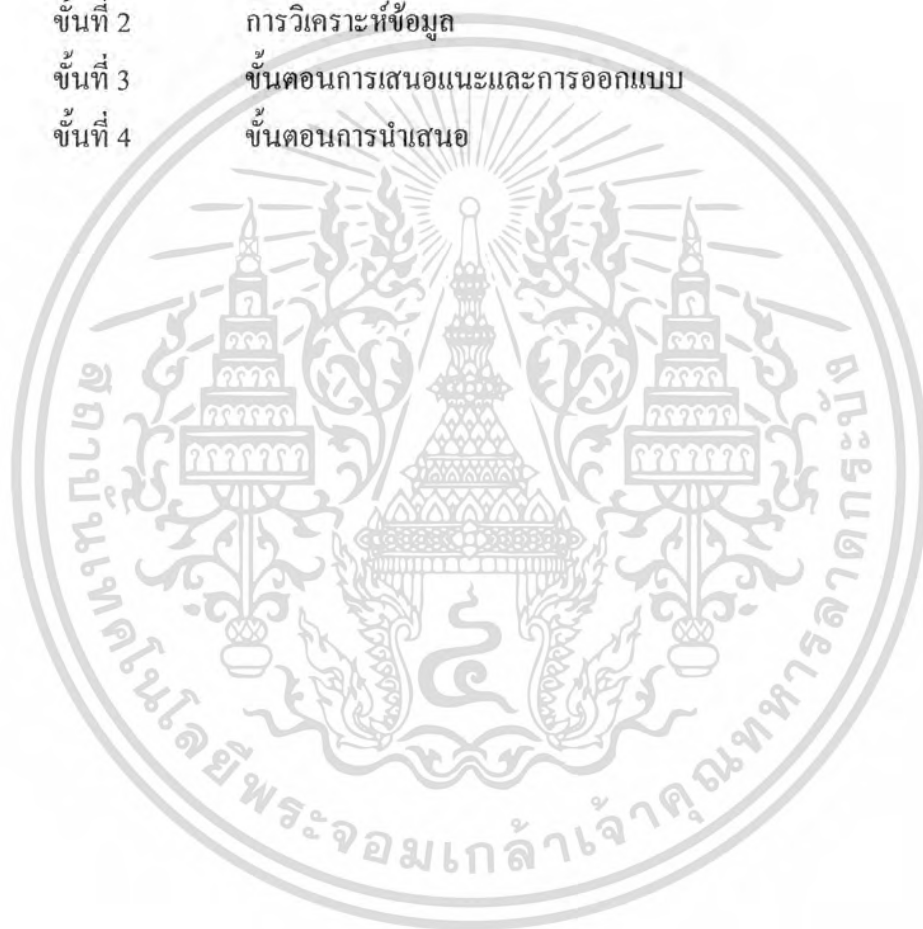 ขั้นที่ 2 การวิเคราะห์ข้อมูล
ขั้นที่ 3 ขั้นตอนการเสนอแนะและการออกแบบ
ขั้นที่ 4 ขั้นตอนการนำเสนอ
สถาบันเทคโนโลยีพระจอมเกล้าเจ้าคุณทหารลาดกระบัง